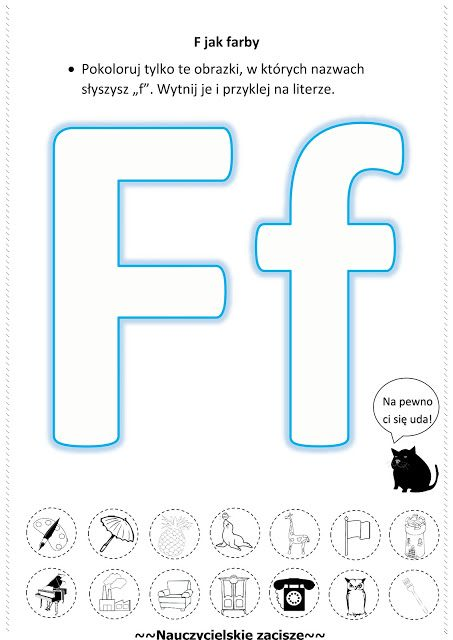 F jak farby
• Pokoloruj tylko te obrazki, w których nazwach
słyszysz „f”. Wytnij je i przyklej na literze.
Ff
Na pewno
ci się uda!
~~Nauczycielskie zacisze~~